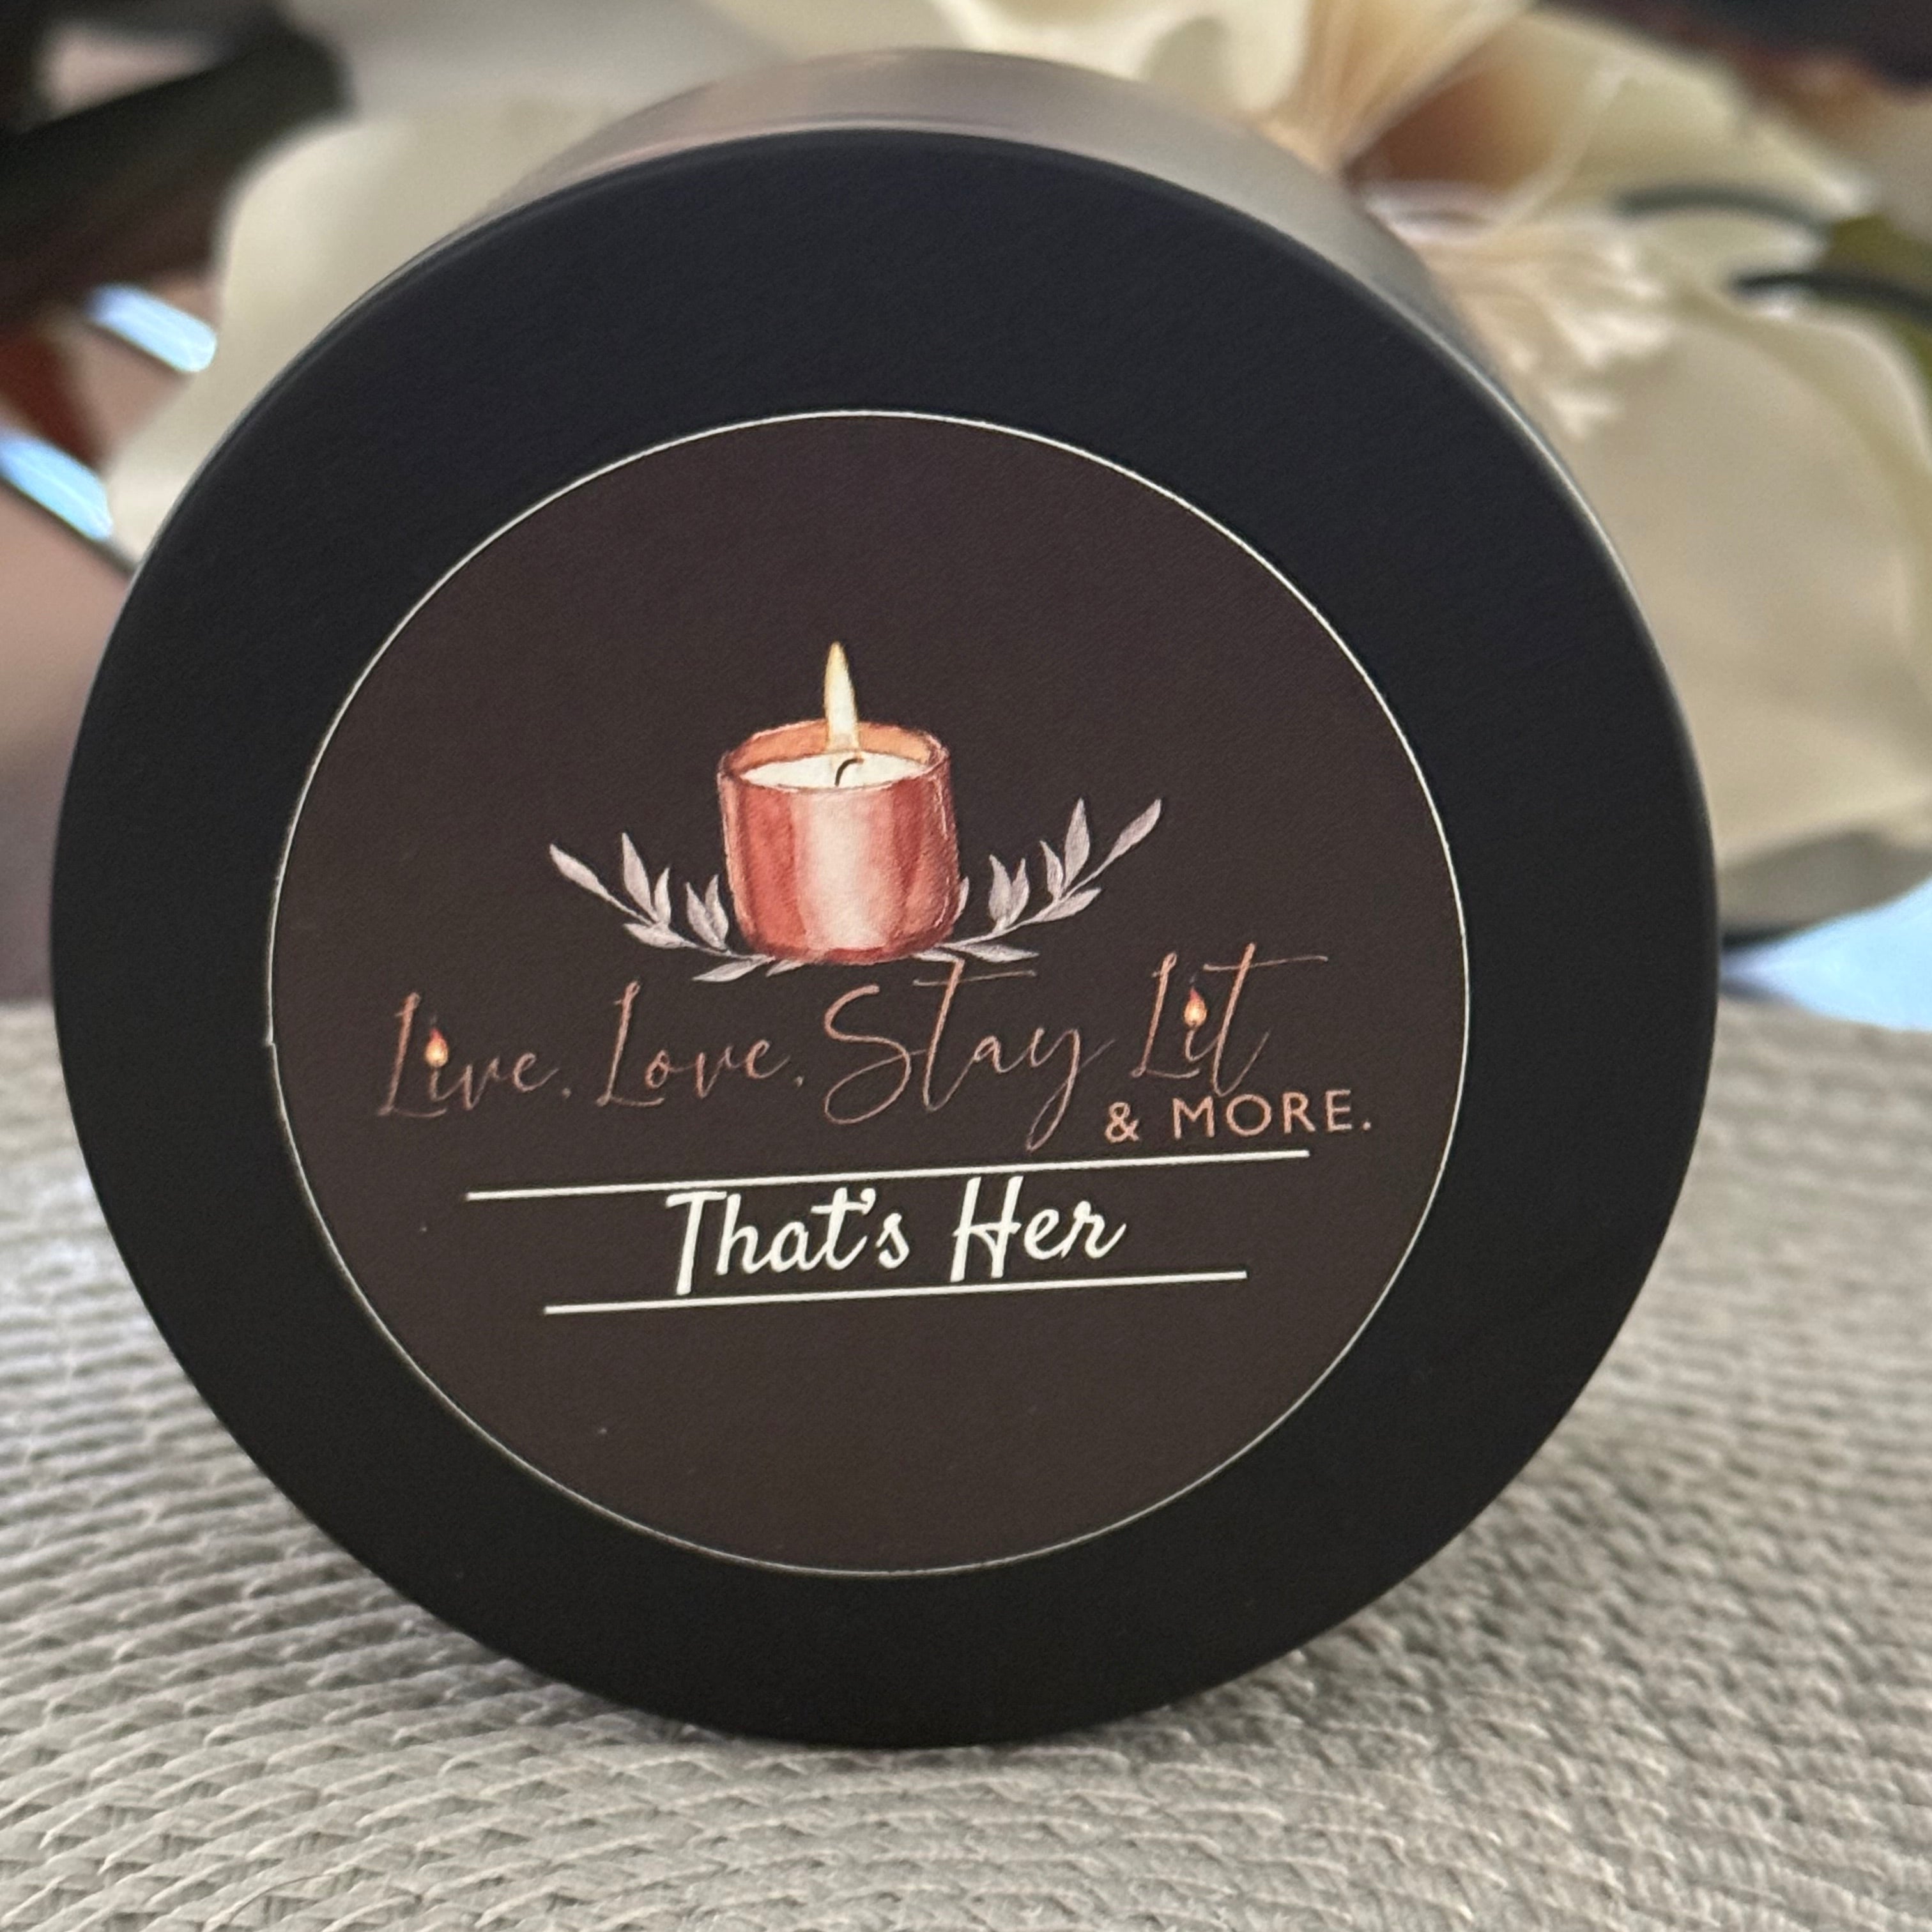 Live. Love. Stay Lit
& MORE.
That's Her